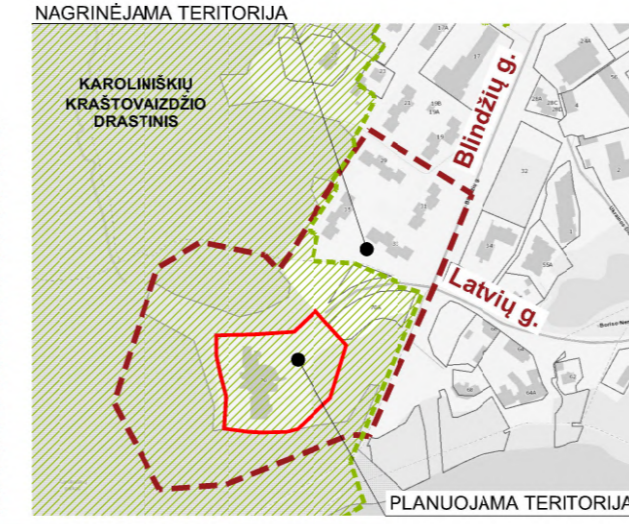 NAGRINĖJAMA TERITORIJA
KAROLINIŠKIŲ
KRAŠTOVAIZDŽIO
DRASTINIS
Blindžių g.
Latvių g.
PLANUOJAMA TERITORIJA